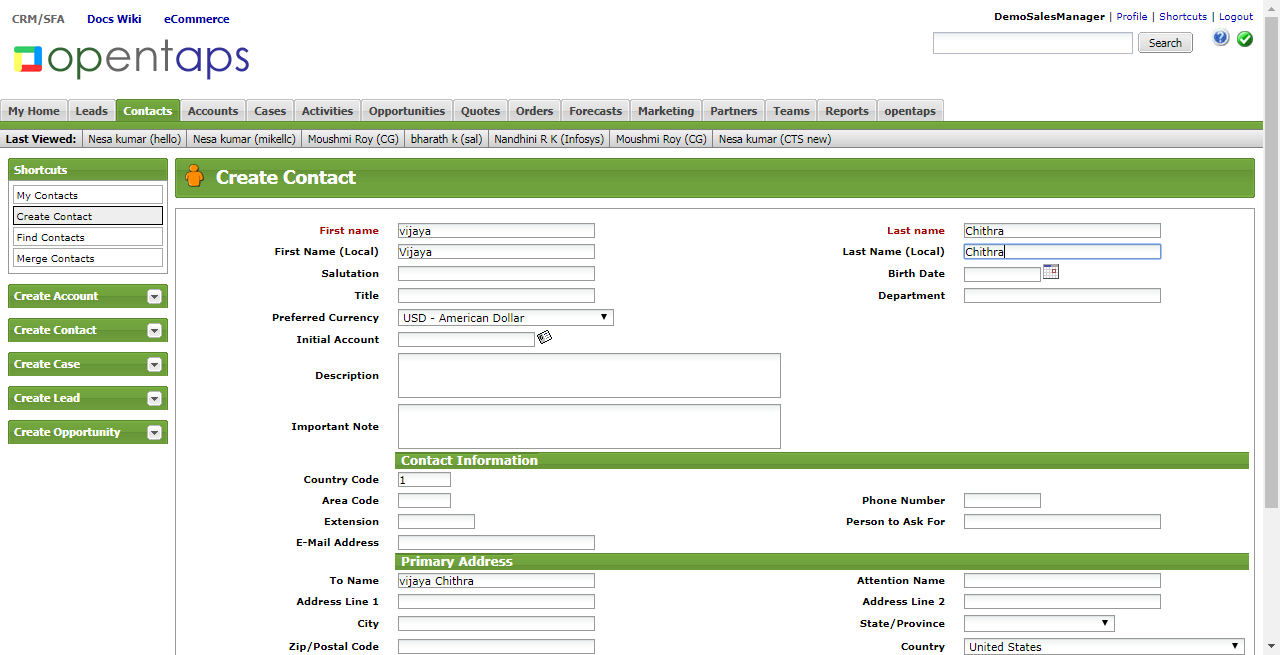 CRM/SFA Docs Wiki eCommerce
DemoSalesManager | Profile | Shortcuts | Logout
opentaps
Search
My Home Leads Contacts Accounts Cases Activities Opportunities Quotes Orders Forecasts Marketing Partners Teams Reports opentaps
Last Viewed: Nesa kumar (hello) Nesa kumar (mikellc) Moushmi Roy (CG) bharath k (sal) Nandhini R K (Infosys) Moushmi Roy (CG) Nesa kumar (CTS new)
Shortcuts
My Contacts
Create Contact
Find Contacts
Merge Contacts
Create Account
Create Contact
Create Case
Create Lead
Create Opportunity
Create Contact
First name vijaya Last name Chithra
First Name (Local) Vijaya Last Name (Local) Chithra
Salutation Birth Date
Title Department
Preferred Currency USD - American Dollar
Initial Account
Description
Important Note
Contact Information
Country Code 1
Area Code Phone Number
Extension Person to Ask For
E-Mail Address
Primary Address
To Name vijaya Chithra Attention Name
Address Line 1 Address Line 2
City State/Province
Zip/Postal Code Country United States